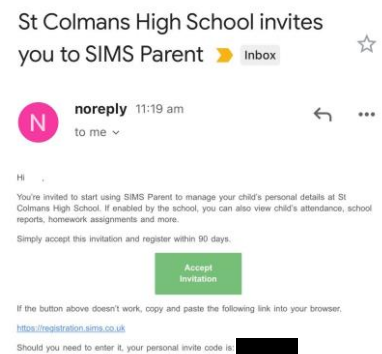 St Colmans High School invites
you to SIMS Parent Inbox
noreply 11:19 am
N
to me
Hi ,
You're invited to start using SIMS Parent to manage your child's personal details at St
Colmans High School. If enabled by the school, you can also view child's attendance, school
reports, homework assignments and more.
Simply accept this invitation and register within 90 days.
Accept
Invitation
If the button above doesn't work, copy and paste the following link into your browser.
https://registration.sims.co.uk
Should you need to enter it, your personal invite code is: